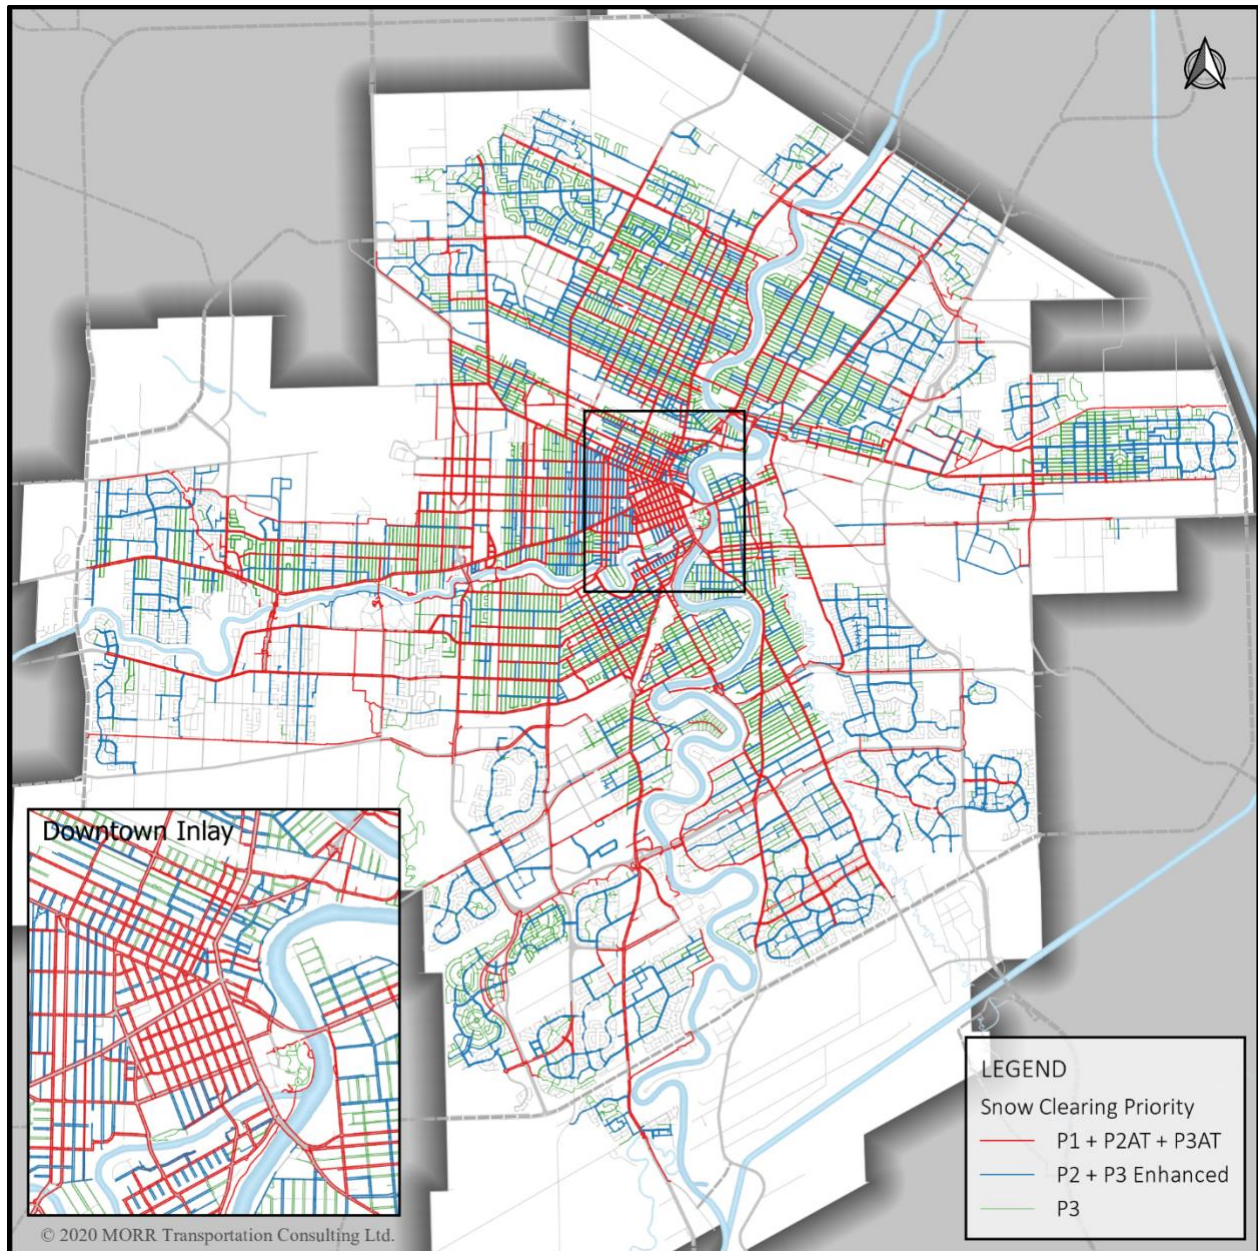 Downtown Inlay
© 2020 MORR Transportation Consulting Ltd.
LEGEND
Snow Clearing Priority
P1 + P2AT + P3AT
P2 + P3 Enhanced
P3